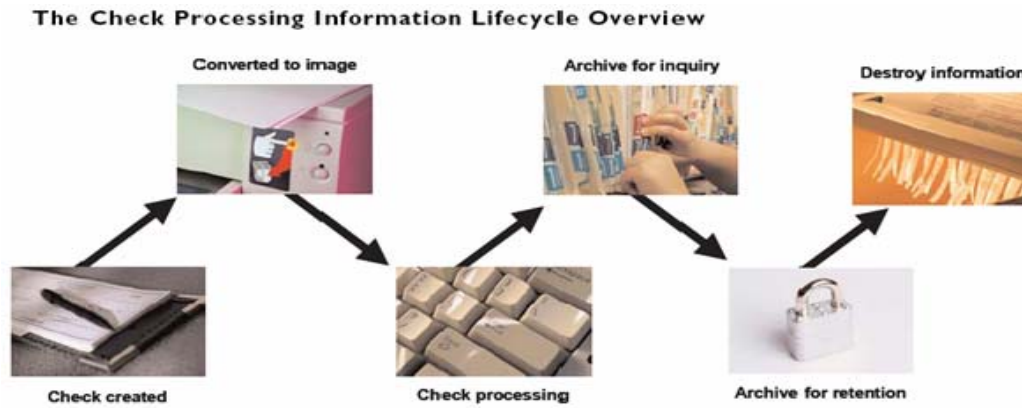 The Check Processing Information Lifecycle Overview
Converted to image
Archive for inquiry
Destroy information
Check created
Check processing
Archive for retention